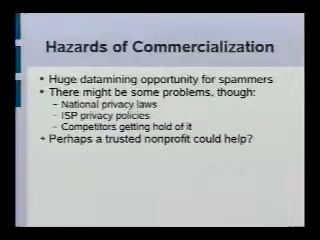 Hazards of Commercialization
• Huge datamining opportunity for spammers
• There might be some problems, though:
– National privacy laws
– ISP privacy policies
– Competitors getting hold of it
• Perhaps a trusted nonprofit could help?